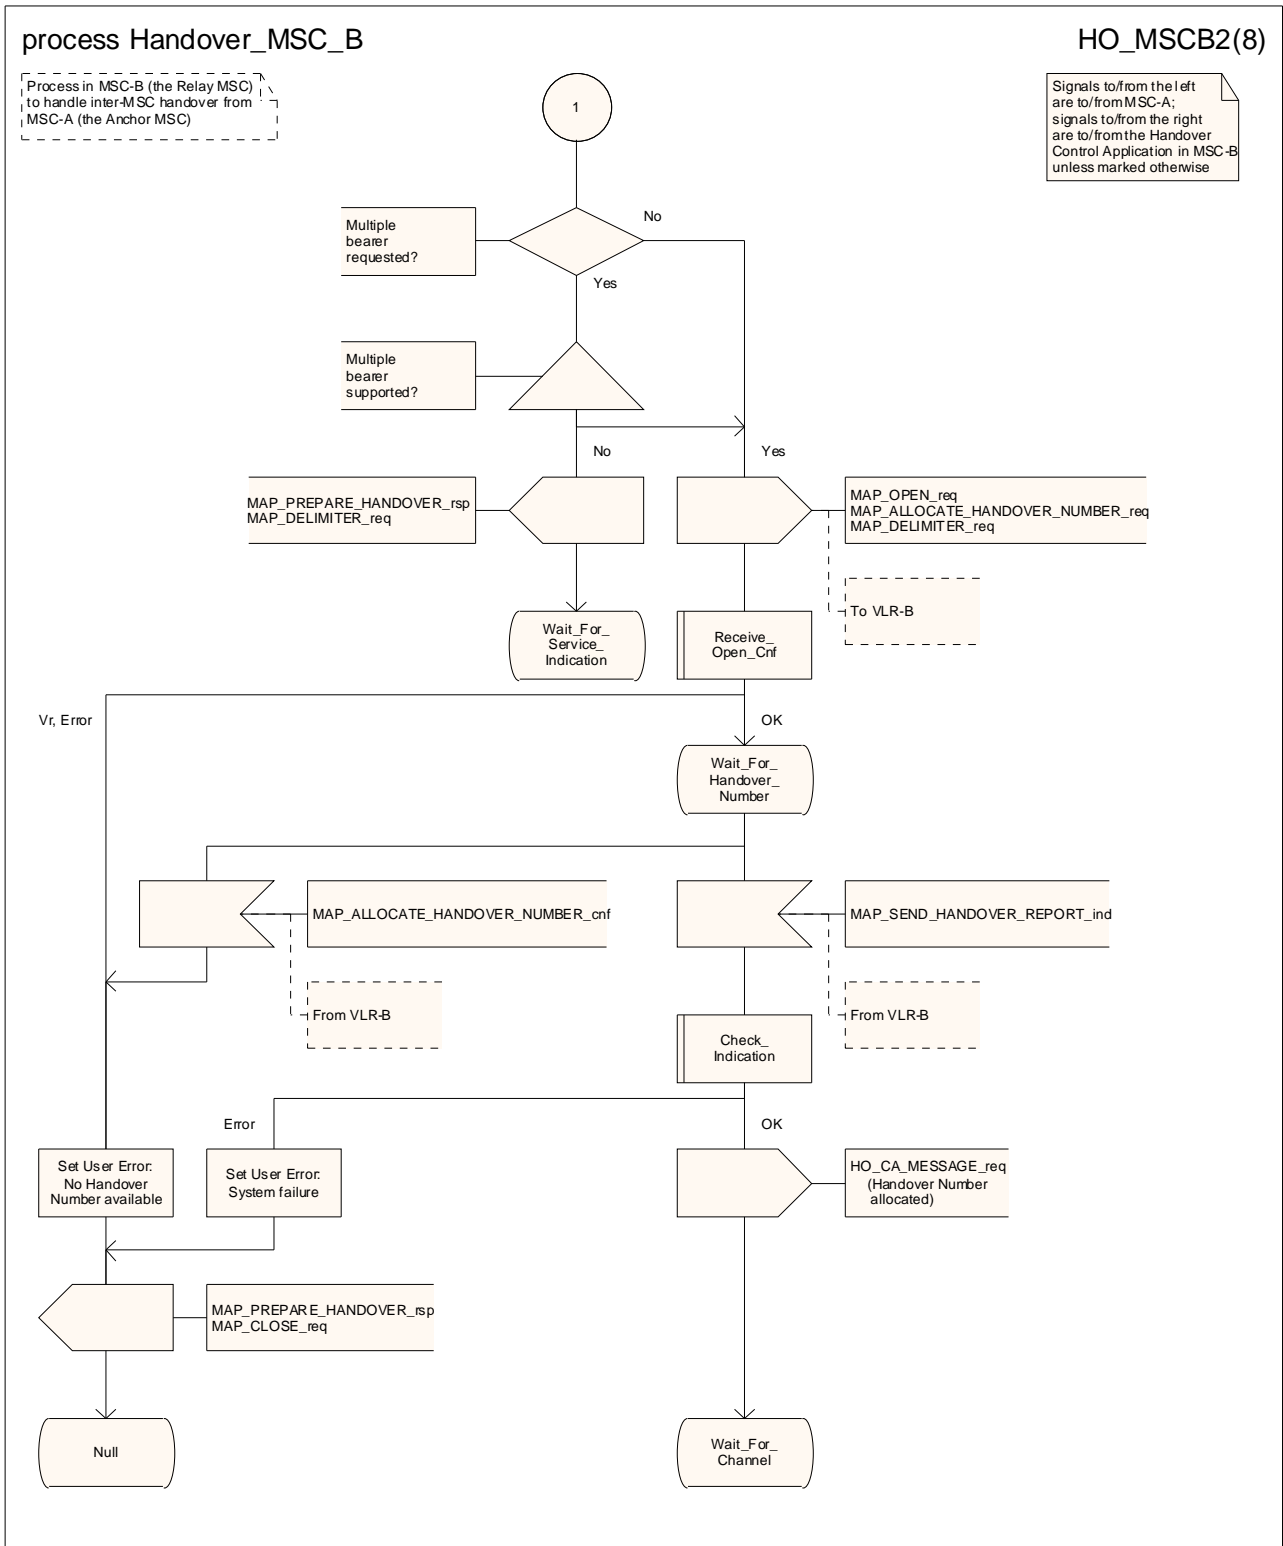 process Handover_MSC_B
HO_MSCB2(8)
Process in MSC-B (the Relay MSC)
to handle inter-MSC handover from
MSC-A (the Anchor MSC)
1
Signals to/from the left
are to/from MSC-A;
signals to/from the right
are to/from the Handover
Control Application in MSC-B
unless marked otherwise
Multiple
bearer
requested?
No
Yes
Multiple
bearer
supported?
No
Yes
MAP_PREPARE_HANDOVER_rsp
MAP_DELIMITER_req
MAP_OPEN_req
MAP_ALLOCATE_HANDOVER_NUMBER_req
MAP_DELIMITER_req
To VLR-B
Wait_For_
Service_
Indication
Receive_
Open_Cnf
Vr, Error
OK
Wait_For_
Handover_
Number
MAP_ALLOCATE_HANDOVER_NUMBER_cnf
MAP_SEND_HANDOVER_REPORT_ind
From VLR-B
From VLR-B
Check_
Indication
Error
OK
Set User Error:
No Handover
Number available
Set User Error:
System failure
HO_CA_MESSAGE_req
(Handover Number
allocated)
MAP_PREPARE_HANDOVER_rsp
MAP_CLOSE_req
Null
Wait_For_
Channel